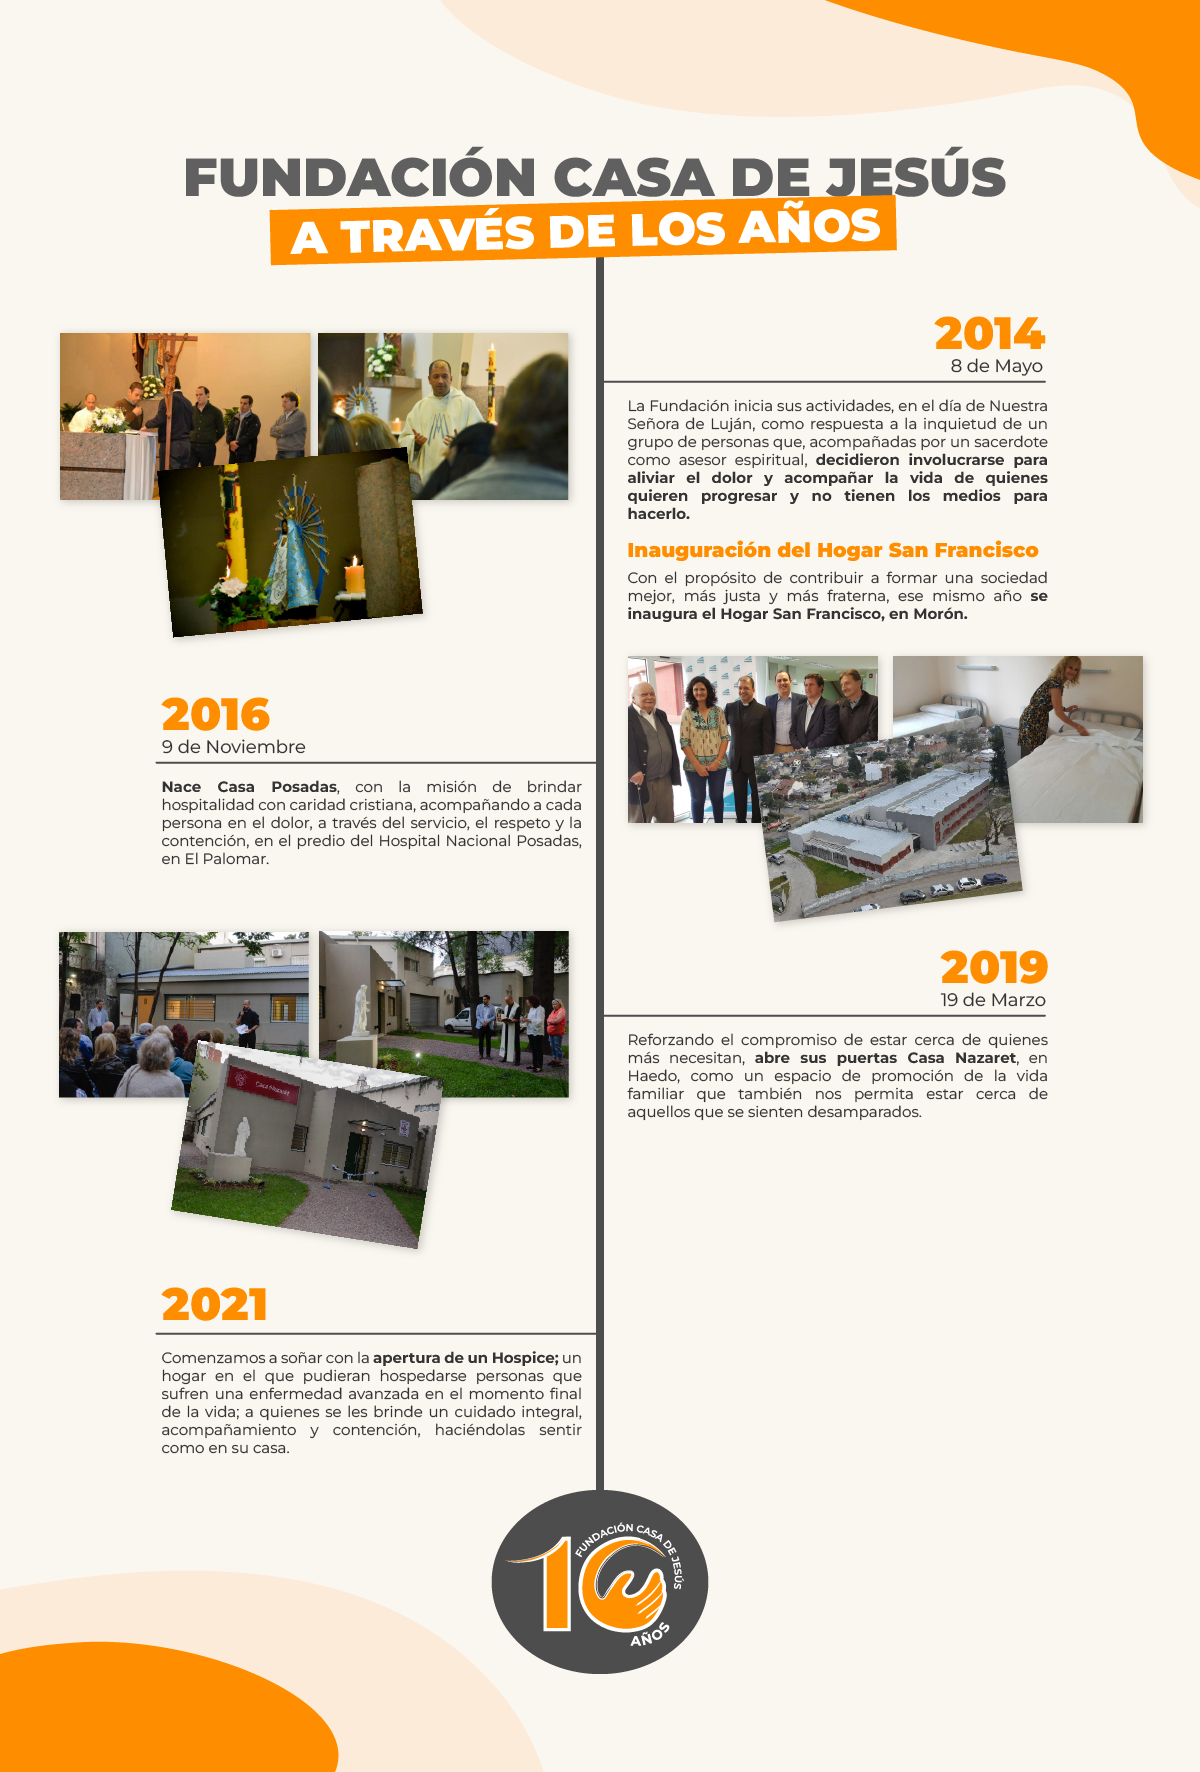 FUNDACIÓN CASA DE JESÚS
A TRAVÉS DE LOS AÑOS
2014
8 de Mayo
La Fundación inicia sus actividades, en el día de Nuestra
Señora de Luján, como respuesta a la inquietud de un
grupo de personas que, acompañadas por un sacerdote
como asesor espiritual, decidieron involucrarse para
aliviar el dolor y acompañar la vida de quienes
quieren progresar y no tienen los medios para
hacerlo.
Inauguración del Hogar San Francisco
Con el propósito de contribuir a formar una sociedad
mejor, más justa y más fraterna, ese mismo año se
inaugura el Hogar San Francisco, en Morón.
2016
9 de Noviembre
Nace Casa Posadas, con la misión de brindar
hospitalidad con caridad cristiana, acompañando a cada
persona en el dolor, a través del servicio, el respeto y la
contención, en el predio del Hospital Nacional Posadas,
en El Palomar.
2019
19 de Marzo
Reforzando el compromiso de estar cerca de quienes
más necesitan, abre sus puertas Casa Nazaret, en
Haedo, como un espacio de promoción de la vida
familiar que también nos permita estar cerca de
aquellos que se sienten desamparados.
Casa Nazaret
2021
Comenzamos a soñar con la apertura de un Hospice; un
hogar en el que pudieran hospedarse personas que
sufren una enfermedad avanzada en el momento final
de la vida; a quienes se les brinde un cuidado integral,
acompañamiento y contención, haciéndolas sentir
como en su casa.
FUNDACIÓN CASA DE JESÚS
10
AÑOS